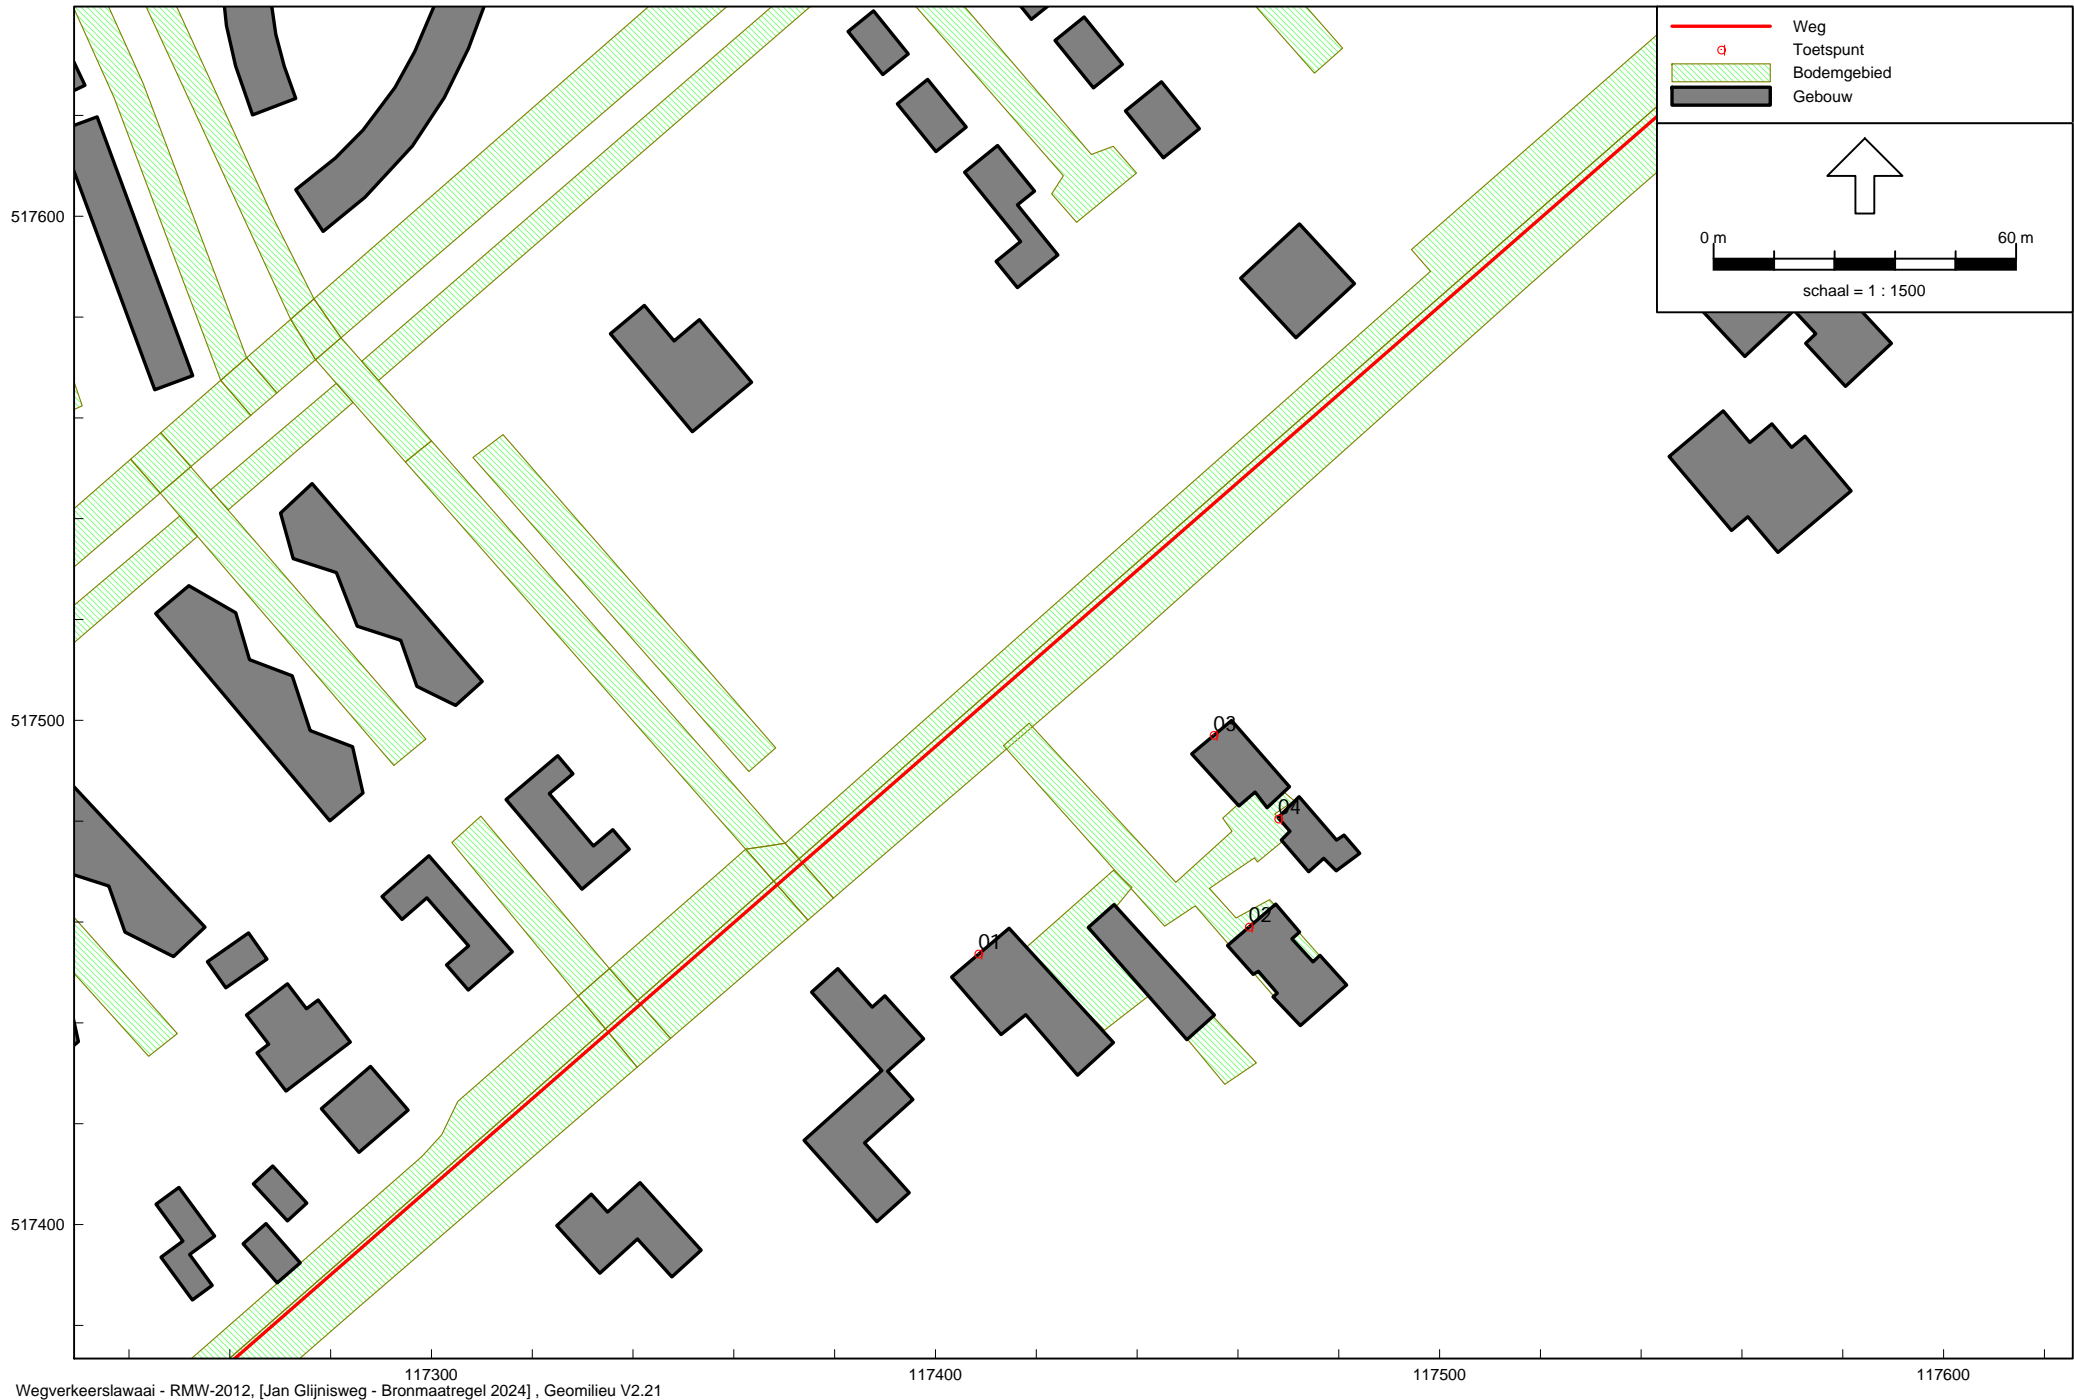 Weg
Toetspunt
Bodemgebied
Gebouw
0 m
60 m
schaal = 1 : 1500
517600
517500
517400
03
04
02
01
117300
117400
117500
117600
Wegverkeerslawaai - RMW-2012, [Jan Glijnisweg - Bronmaatregel 2024] , Geomilieu V2.21